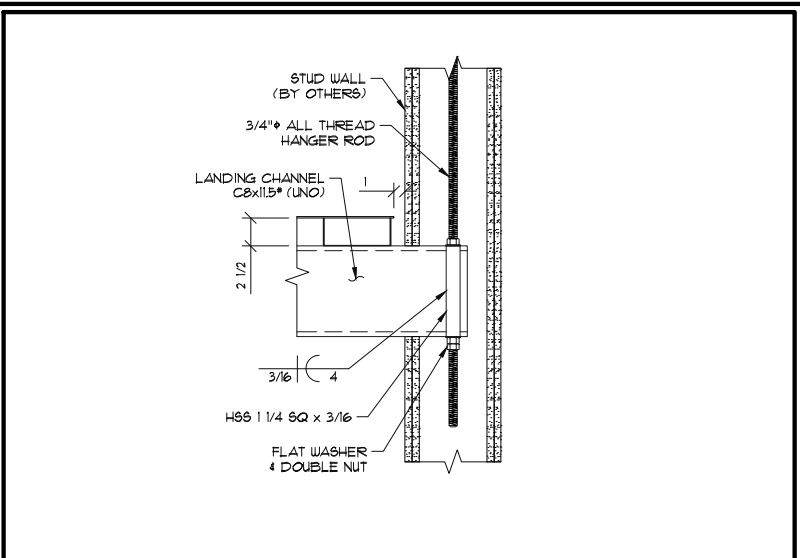 STUD WALL
(BY OTHERS)
3/4"ϕ ALL THREAD
HANGER ROD
LANDING CHANNEL
C8x11.5# (UNO)
1
2 1/2
3/16
4
HSS 1 1/4 SQ x 3/16
FLAT WASHER
& DOUBLE NUT